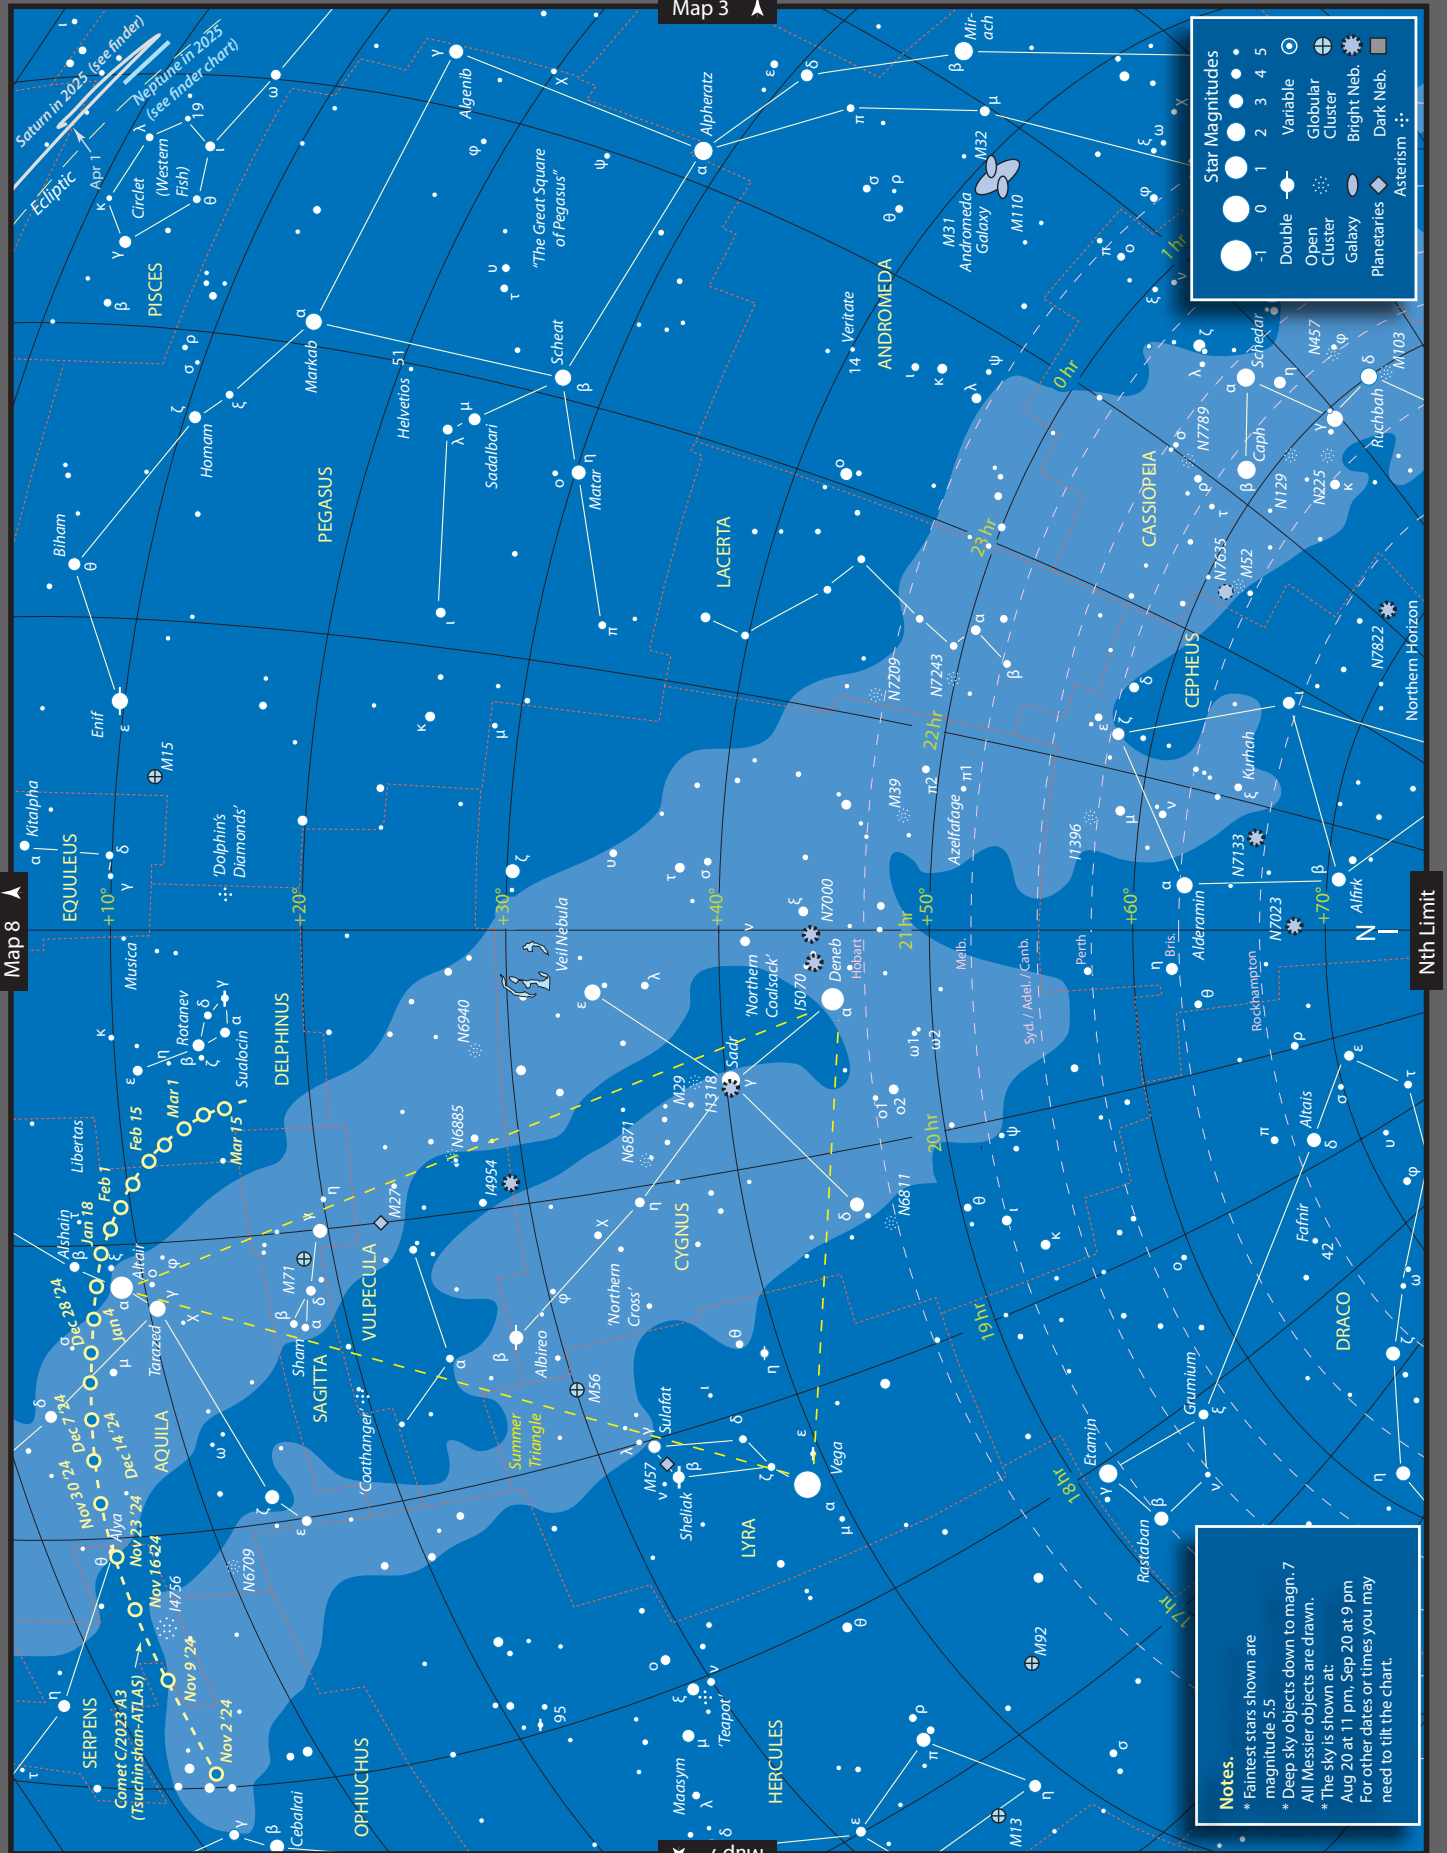 Map 3
Map 8
Nth Limit
N
Northern Horizon
Star Magnitudes
-1 0 1 2 3 4 5
Double
Variable
Open
Cluster
Globular
Cluster
Galaxy
Bright Neb.
Planetaries
Dark Neb.
Asterism
Notes.
* Faintest stars shown are
magnitude 5.5
* Deep sky objects down to magn. 7
All Messier objects are drawn.
* The sky is shown at:
Aug 20 at 11 pm, Sep 20 at 9 pm
For other dates or times you may
need to tilt the chart.
Saturn in 2025 (see finder)
Neptune in 2025
(see finder chart)
Ecliptic
Apr 1
Circlet
(Western
Fish)
19
PISCES
Algenib
Alpheratz
Mir-
ach
"The Great Square
of Pegasus"
M32
M31
Andromeda
Galaxy
M110
ANDROMEDA
14 Veritate
Markab
Scheat
Helvetios 51
Homam
Sadalbari
Matar
Biham
PEGASUS
Enif
M15
LACERTA
Kitalpha
EQUULEUS
'Dolphin's
Diamonds'
Musica
Rotanev
Sualocin
DELPHINUS
Libertas
Alshain
Altair
Tarazed
AQUILA
Alya
I4756
N6709
SERPENS
Comet C/2023 A3
(Tsuchinshan-ATLAS)
Nov 2 '24
Nov 9 '24
Nov 16 '24
Nov 23 '24
Nov 30 '24
Dec 7 '24
Dec 14 '24
Dec 28 '24
Jan 4
Jan 18
Feb 1
Feb 15
Mar 1
Mar 15
M71
M27
Sham
SAGITTA
VULPECULA
'Coathanger'
N6940
N6885
I4954
N6871
M29
I1318
Sadr
Veil Nebula
'Northern
Coalsack'
N7000
I5070
Deneb
CYGNUS
'Northern
Cross'
Albireo
M56
Summer
Triangle
N6811
M57
Sulafat
Sheliak
Vega
LYRA
OPHIUCHUS
Cebalrai
95
Maasym
'Teapot'
HERCULES
M92
M13
Etamin
Rastaban
Grumium
DRACO
Fafnir
42
Altais
Alfirk
Alderamin
N7023
N7133
Kurhah
I1396
CEPHEUS
N7822
Azelfafage
M39
N7209
N7243
N7635
M52
CASSIOPEIA
N7789
Caph
Schedar
N129
N225
N457
M103
Ruchbah
Hobart
Melb.
Syd. / Adel. / Canb.
Perth
Bris.
Rockhampton
+10°
+20°
+30°
+40°
+50°
+60°
+70°
1 hr
0 hr
23 hr
22 hr
21 hr
20 hr
19 hr
18hr
17hr